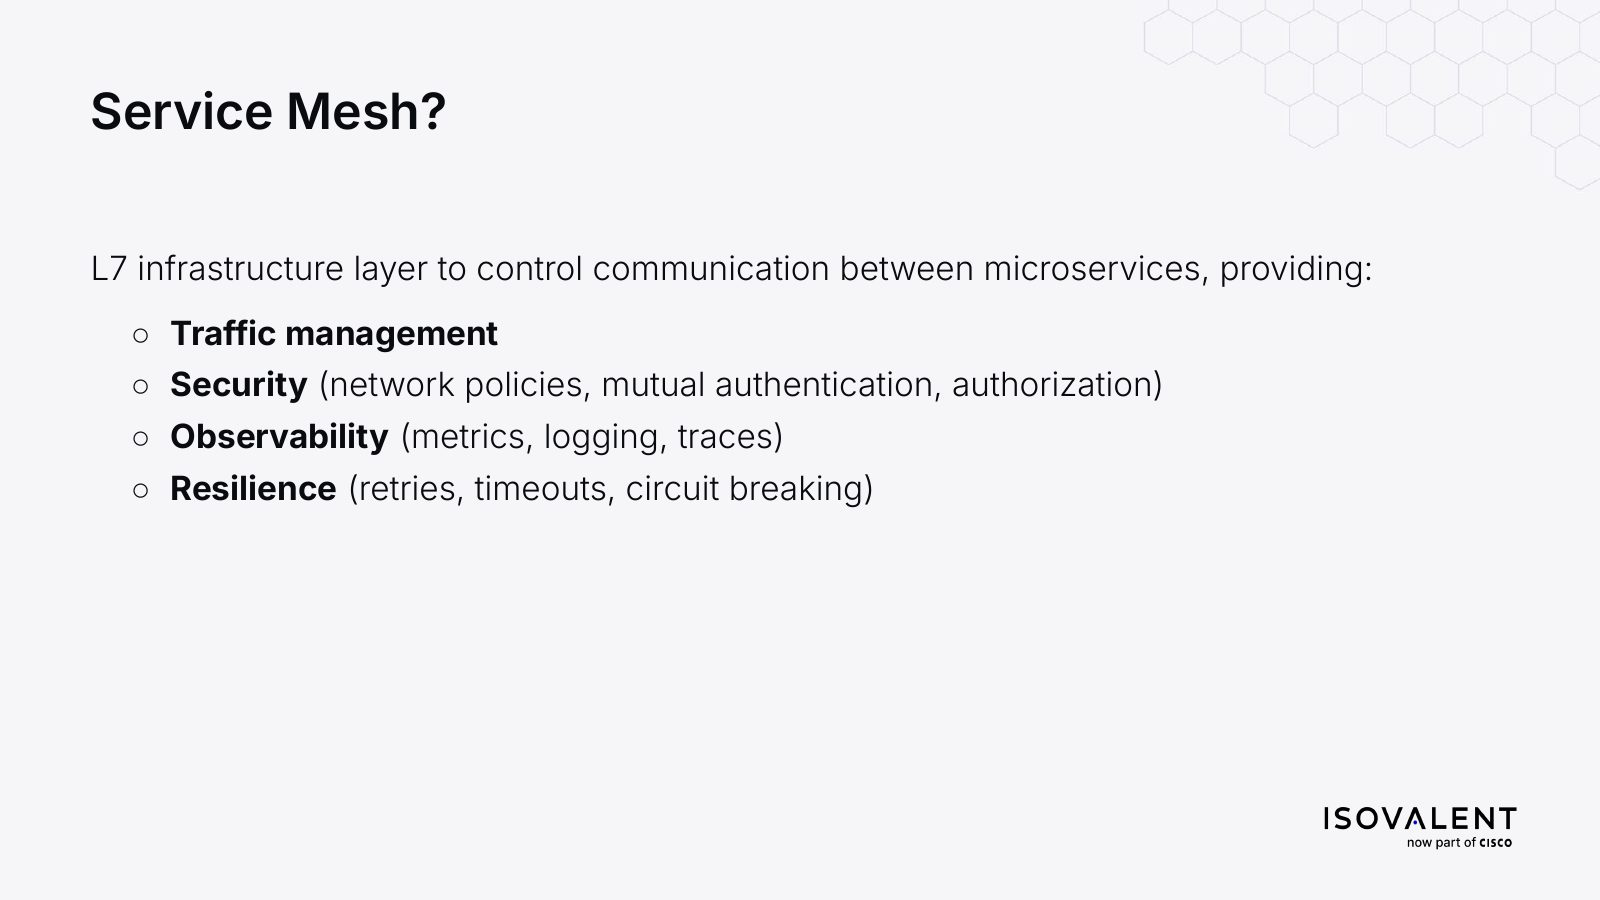 Service Mesh?
L7 infrastructure layer to control communication between microservices, providing:
○ Traffic management
○ Security (network policies, mutual authentication, authorization)
○ Observability (metrics, logging, traces)
○ Resilience (retries, timeouts, circuit breaking)
ISOVALENT
now part of CISCO